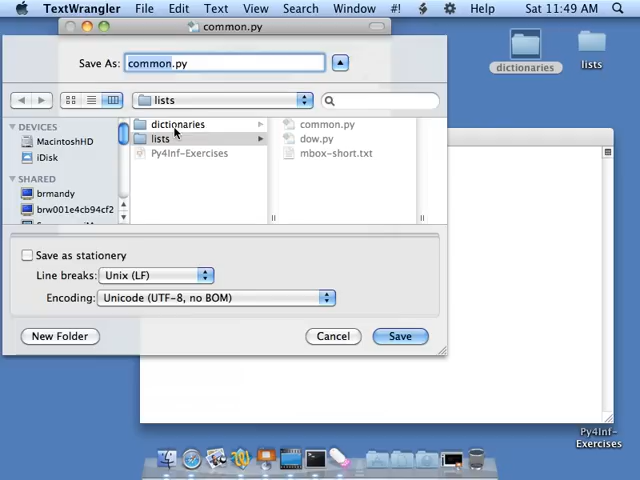 TextWrangler File Edit Text View Search Window #! Help Sat 11:49 AM
common.py
Save As: common.py
lists
DEVICES
MacintoshHD
iDisk
SHARED
brmandy
brw001e4cb94cf2
dictionaries
lists
Py4Inf-Exercises
common.py
dow.py
mbox-short.txt
Save as stationery
Line breaks: Unix (LF)
Encoding: Unicode (UTF-8, no BOM)
New Folder Cancel Save
dictionaries
lists
Py4Inf-
Exercises